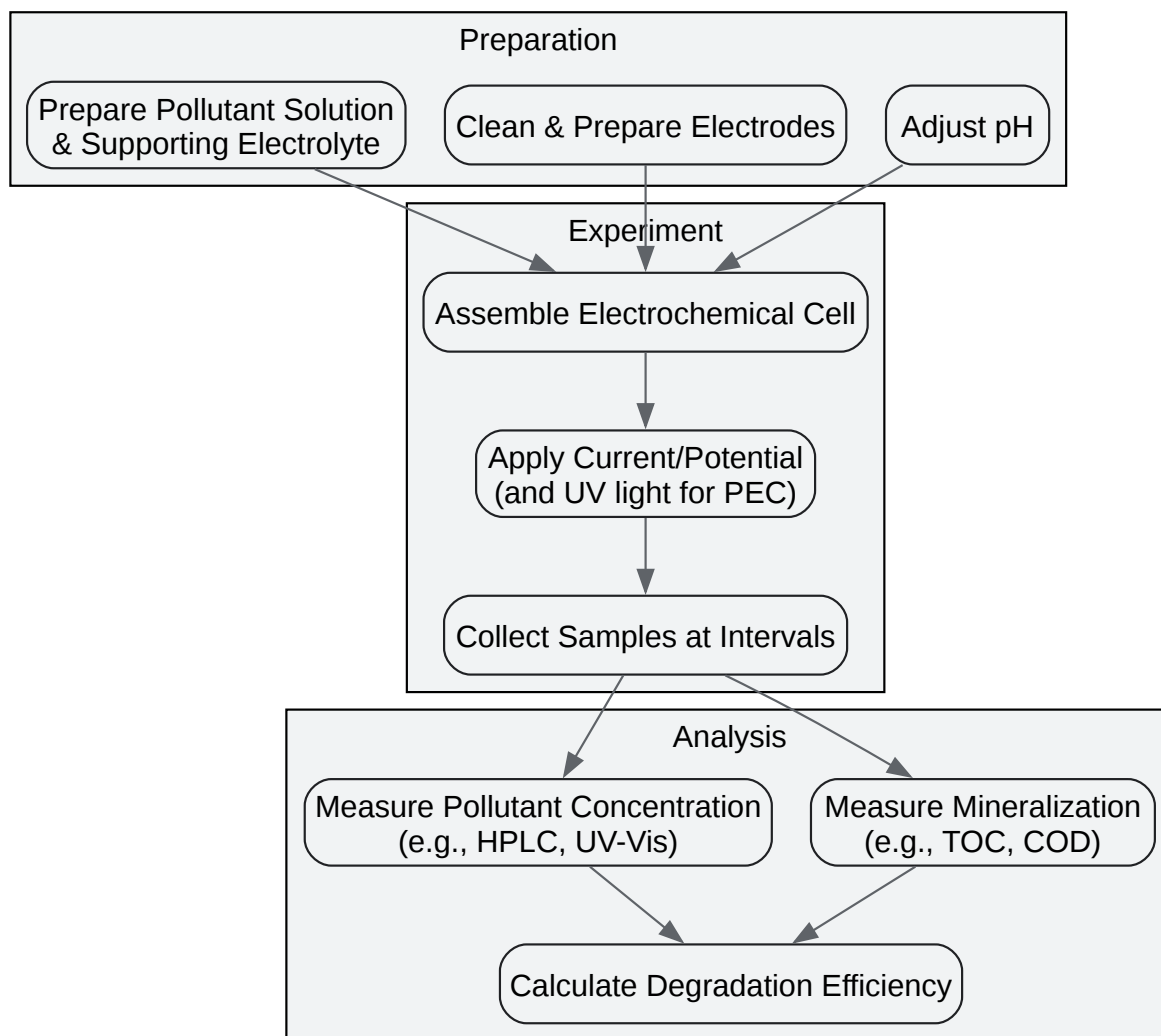 Preparation
Prepare Pollutant Solution
& Supporting Electrolyte
Clean & Prepare Electrodes
Adjust pH
Experiment
Assemble Electrochemical Cell
Apply Current/Potential
(and UV light for PEC)
Collect Samples at Intervals
Analysis
Measure Pollutant Concentration
(e.g., HPLC, UV-Vis)
Measure Mineralization
(e.g., TOC, COD)
Calculate Degradation Efficiency